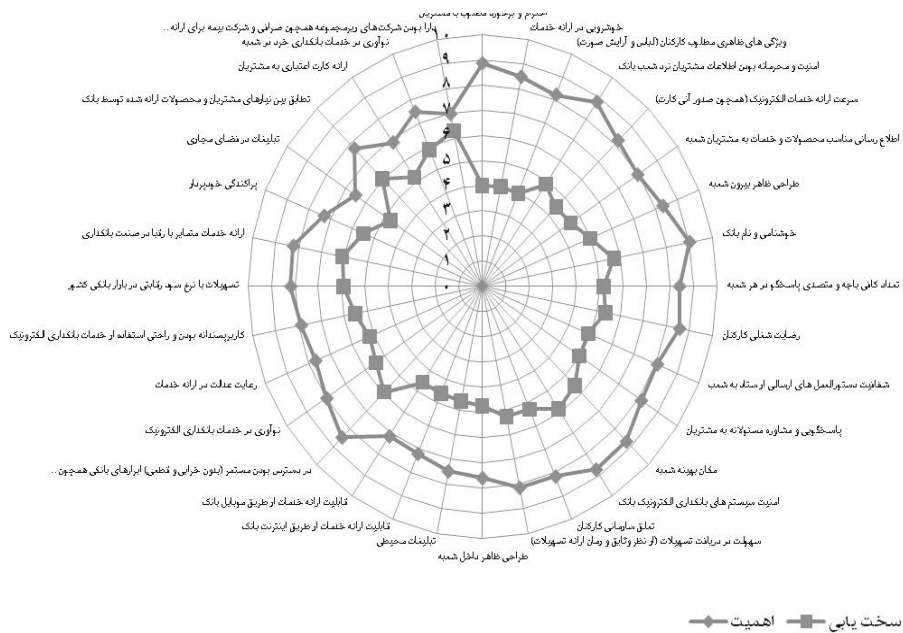 احترام و برخورد مطلوب با مشتریان
خوشرویی در ارائه خدمات
ویژگی های ظاهری مطلوب کارکنان (لباس و آرایش صورت)
امنیت و محرمانه بودن اطلاعات مشتریان نزد شعب بانک
سرعت ارائه خدمات الکترونیک (همچون صدور آنی کارت)
اطلاع رسانی مناسب محصولات و خدمات به مشتریان شعبه
طراحی ظاهر بیرون شعبه
خوشنامی و نام بانک
تعداد کافی باجه و متصدی پاسخگو در هر شعبه
رضایت شغلی کارکنان
شفافیت دستورالعمل های ارسالی از ستاد به شعب
پاسخگویی و مشاوره مسئولانه به مشتریان
مکان بهینه شعبه
امنیت سیستم های بانکداری الکترونیک بانک
تعلق سازمانی کارکنان
سهولت در دریافت تسهیلات (از نظر وثایق و زمان ارائه تسهیلات)
طراحی ظاهر داخل شعبه
تبلیغات محیطی
قابلیت ارائه خدمات از طریق اینترنت بانک
قابلیت ارائه خدمات از طریق موبایل بانک
در دسترس بودن مستمر (بدون خرابی و قطعی) ابزارهای بانکی همچون ..
نوآوری در خدمات بانکداری الکترونیک
رعایت عدالت در ارائه خدمات
کاربرپسندانه بودن و راحتی استفاده از خدمات بانکداری الکترونیک
تسهیلات با نرخ سود رقابتی در بازار بانکی کشور
ارائه خدمات متمایز با رقبا در صنعت بانکداری
پراکندگی خودپرداز
تبلیغات در فضای مجازی
تطابق بین نیازهای مشتریان و محصولات ارائه شده توسط بانک
ارائه کارت اعتباری به مشتریان
نوآوری در خدمات بانکداری خرد در شعبه
دارا بودن شرکت های زیرمجموعه همچون صرافی و شرکت بیمه برای ارائه ..
۱۰
۹
۸
۷
۶
۵
۴
۳
۲
۱
۰
سخت یابی
اهمیت